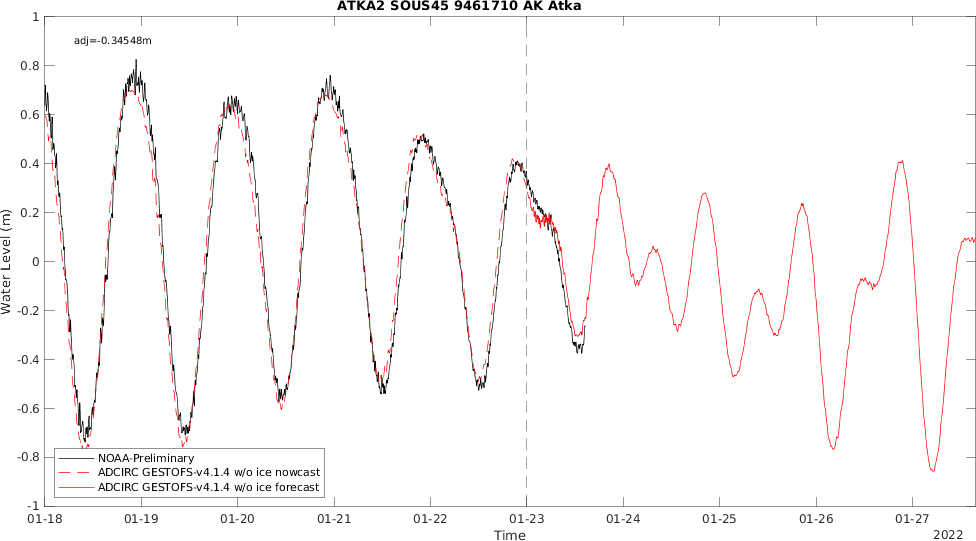 ATKA2 SOUS45 9461710 AK Atka
adj=-0.34548m
1
0.8
0.6
0.4
0.2
0
-0.2
-0.4
-0.6
-0.8
-1
Water Level (m)
NOAA-Preliminary
ADCIRC GESTOFS-v4.1.4 w/o ice nowcast
ADCIRC GESTOFS-v4.1.4 w/o ice forecast
01-18 01-19 01-20 01-21 01-22 01-23 01-24 01-25 01-26 01-27
Time
2022